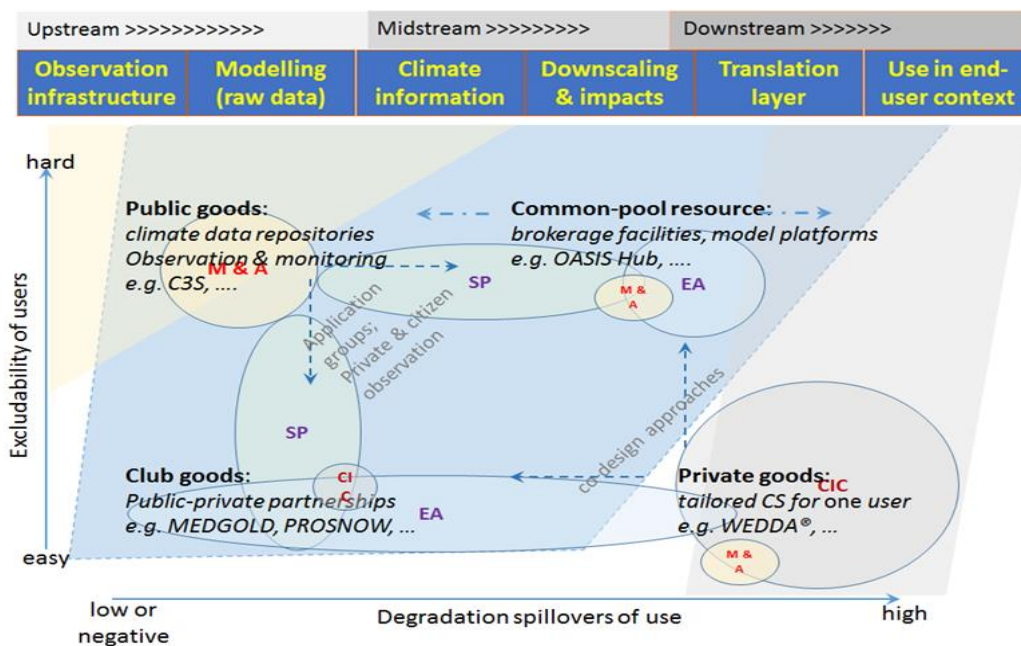 Upstream >>>>>>>>>>>>
Midstream >>>>>>>>>
Downstream >>>>>>>
Observation
infrastructure
Modelling
(raw data)
Climate
information
Downscaling
& impacts
Translation
layer
Use in end-
user context
hard
Excludability of users
easy
Public goods:
climate data repositories
Observation & monitoring
e.g. C3S, ....
M & A
Common-pool resource:
brokerage facilities, model platforms
e.g. OASIS Hub, ....
SP
M &
A
EA
Application
groups;
Private & citizen
observation
SP
co-design approaches
Club goods:
Public-private partnerships
e.g. MEDGOLD, PROSNOW, ...
CI
C
EA
Private goods:
tailored CS for one user
e.g. WEDDA®, ...
CIC
M &
A
low or
negative
Degradation spillovers of use
high